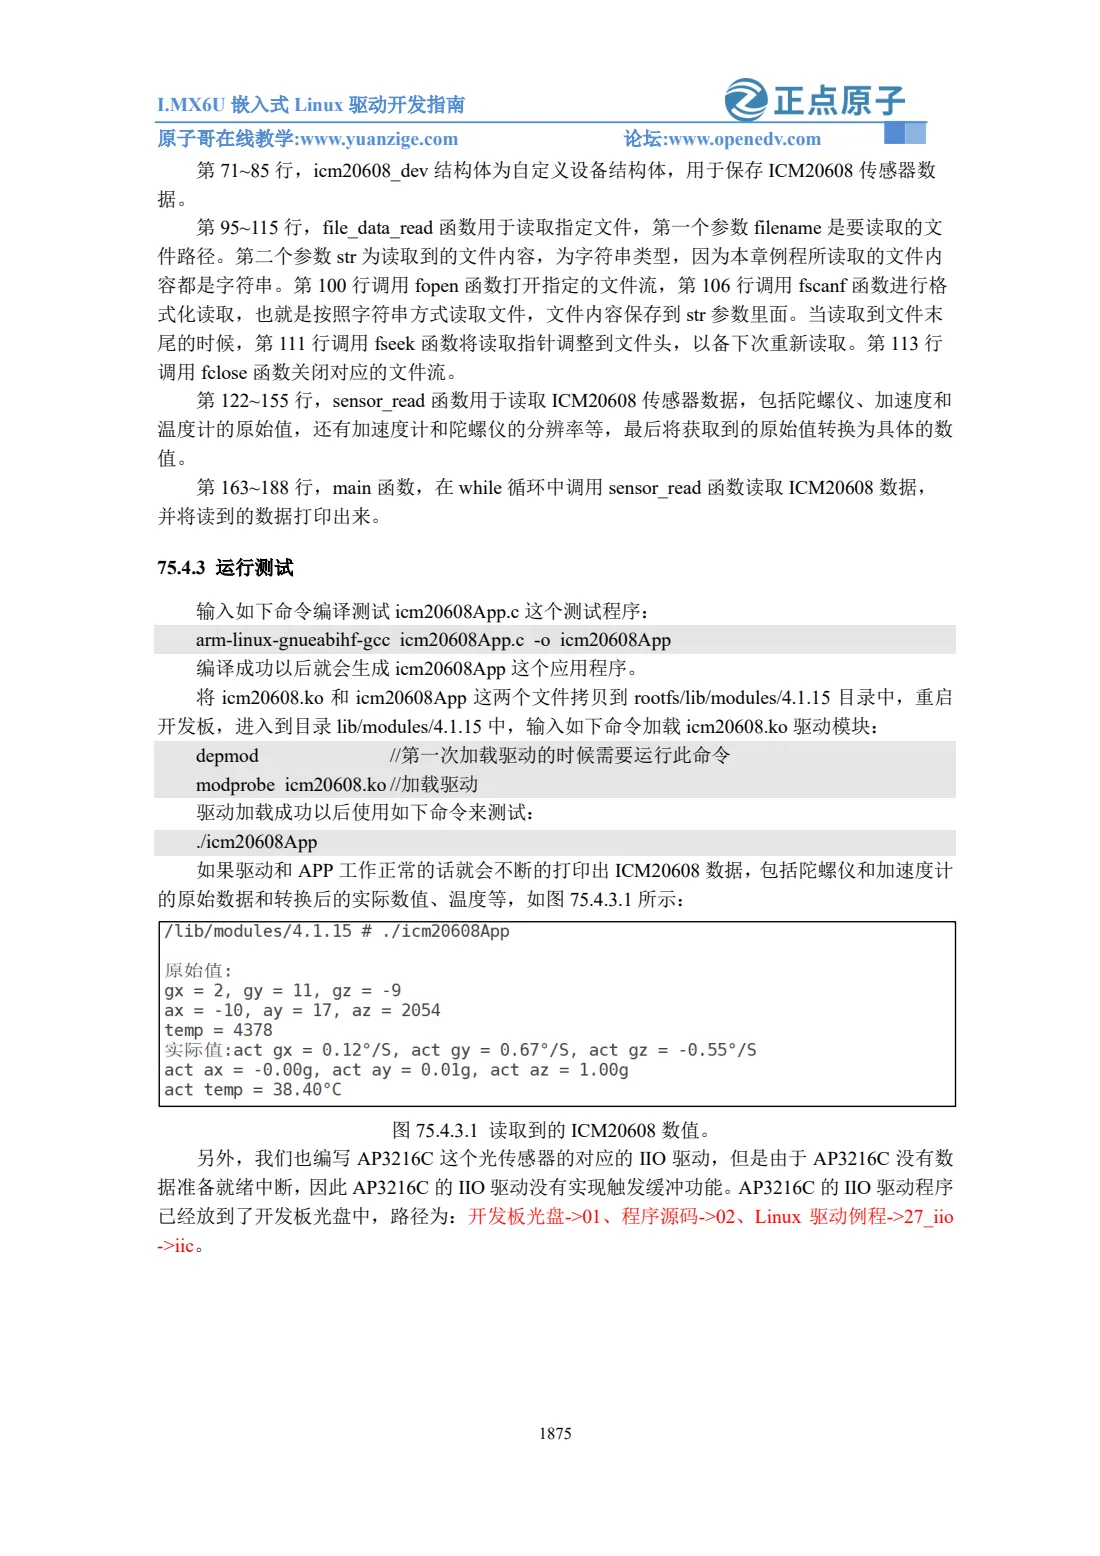 I.MX6U 嵌入式 Linux 驱动开发指南
正点原子
原子哥在线教学:www.yuanzige.com 论坛:www.openedv.com
第 71~85 行，icm20608_dev 结构体为自定义设备结构体，用于保存 ICM20608 传感器数
据。
第 95~115 行，file_data_read 函数用于读取指定文件，第一个参数 filename 是要读取的文
件路径。第二个参数 str 为读取到的文件内容，为字符串类型，因为本章例程所读取的文件内
容都是字符串。第 100 行调用 fopen 函数打开指定的文件流，第 106 行调用 fscanf 函数进行格
式化读取，也就是按照字符串方式读取文件，文件内容保存到 str 参数里面。当读取到文件末
尾的时候，第 111 行调用 fseek 函数将读取指针调整到文件头，以备下次重新读取。第 113 行
调用 fclose 函数关闭对应的文件流。
第 122~155 行，sensor_read 函数用于读取 ICM20608 传感器数据，包括陀螺仪、加速度和
温度计的原始值，还有加速度计和陀螺仪的分辨率等，最后将获取到的原始值转换为具体的数
值。
第 163~188 行，main 函数，在 while 循环中调用 sensor_read 函数读取 ICM20608 数据，
并将读到的数据打印出来。
75.4.3 运行测试
输入如下命令编译测试 icm20608App.c 这个测试程序：
arm-linux-gnueabihf-gcc icm20608App.c -o icm20608App
编译成功以后就会生成 icm20608App 这个应用程序。
将 icm20608.ko 和 icm20608App 这两个文件拷贝到 rootfs/lib/modules/4.1.15 目录中，重启
开发板，进入到目录 lib/modules/4.1.15 中，输入如下命令加载 icm20608.ko 驱动模块：
depmod //第一次加载驱动的时候需要运行此命令
modprobe icm20608.ko //加载驱动
驱动加载成功以后使用如下命令来测试：
./icm20608App
如果驱动和 APP 工作正常的话就会不断的打印出 ICM20608 数据，包括陀螺仪和加速度计
的原始数据和转换后的实际数值、温度等，如图 75.4.3.1 所示：
/lib/modules/4.1.15 # ./icm20608App
原始值:
gx = 2, gy = 11, gz = -9
ax = -10, ay = 17, az = 2054
temp = 4378
实际值:act gx = 0.12°/S, act gy = 0.67°/S, act gz = -0.55°/S
act ax = -0.00g, act ay = 0.01g, act az = 1.00g
act temp = 38.40°C
图 75.4.3.1 读取到的 ICM20608 数值。
另外，我们也编写 AP3216C 这个光传感器的对应的 IIO 驱动，但是由于 AP3216C 没有数
据准备就绪中断，因此 AP3216C 的 IIO 驱动没有实现触发缓冲功能。AP3216C 的 IIO 驱动程序
已经放到了开发板光盘中，路径为：开发板光盘->01、程序源码->02、Linux 驱动例程->27_iio
->iic。
1875